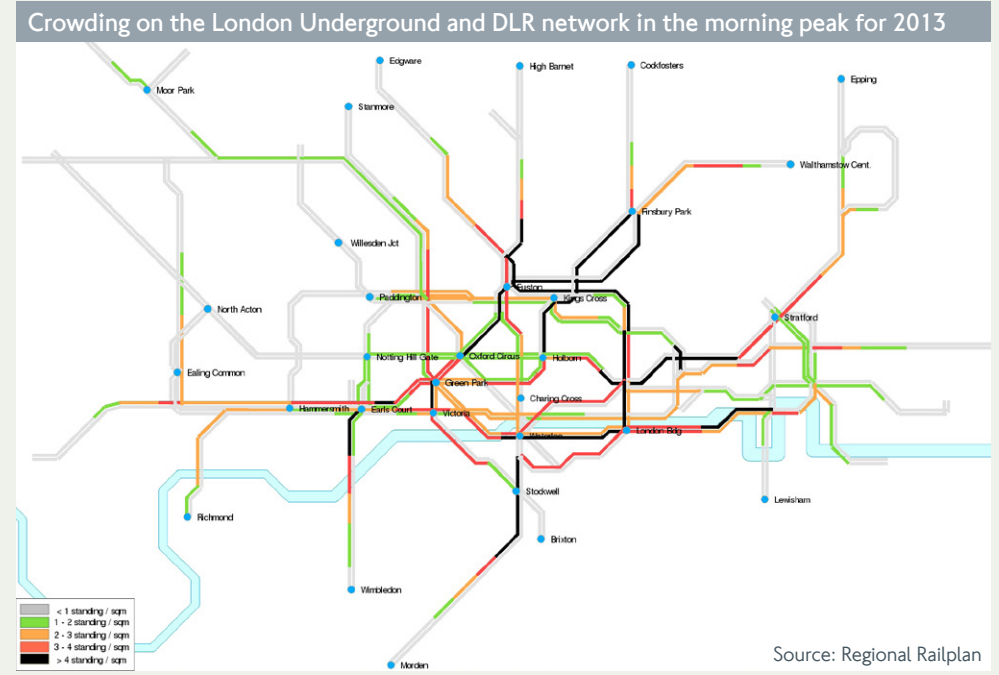 Crowding on the London Underground and DLR network in the morning peak for 2013
Edgware
High Barnet
Cockfosters
Epping
Moor Park
Stanmore
Walthamstow Cent.
Finsbury Park
Willesden Jct
Euston
Paddington
Kings Cross
North Acton
Stratford
Notting Hill Gate
Oxford Circus
Holborn
Ealing Common
Green Park
Charing Cross
Hammersmith
Earls Court
Victoria
Waterloo
London Bdg
Stockwell
Lewisham
Richmond
Brixton
Wimbledon
< 1 standing / sqm
1 - 2 standing / sqm
2 - 3 standing / sqm
3 - 4 standing / sqm
> 4 standing / sqm
Source: Regional Railplan
Morden